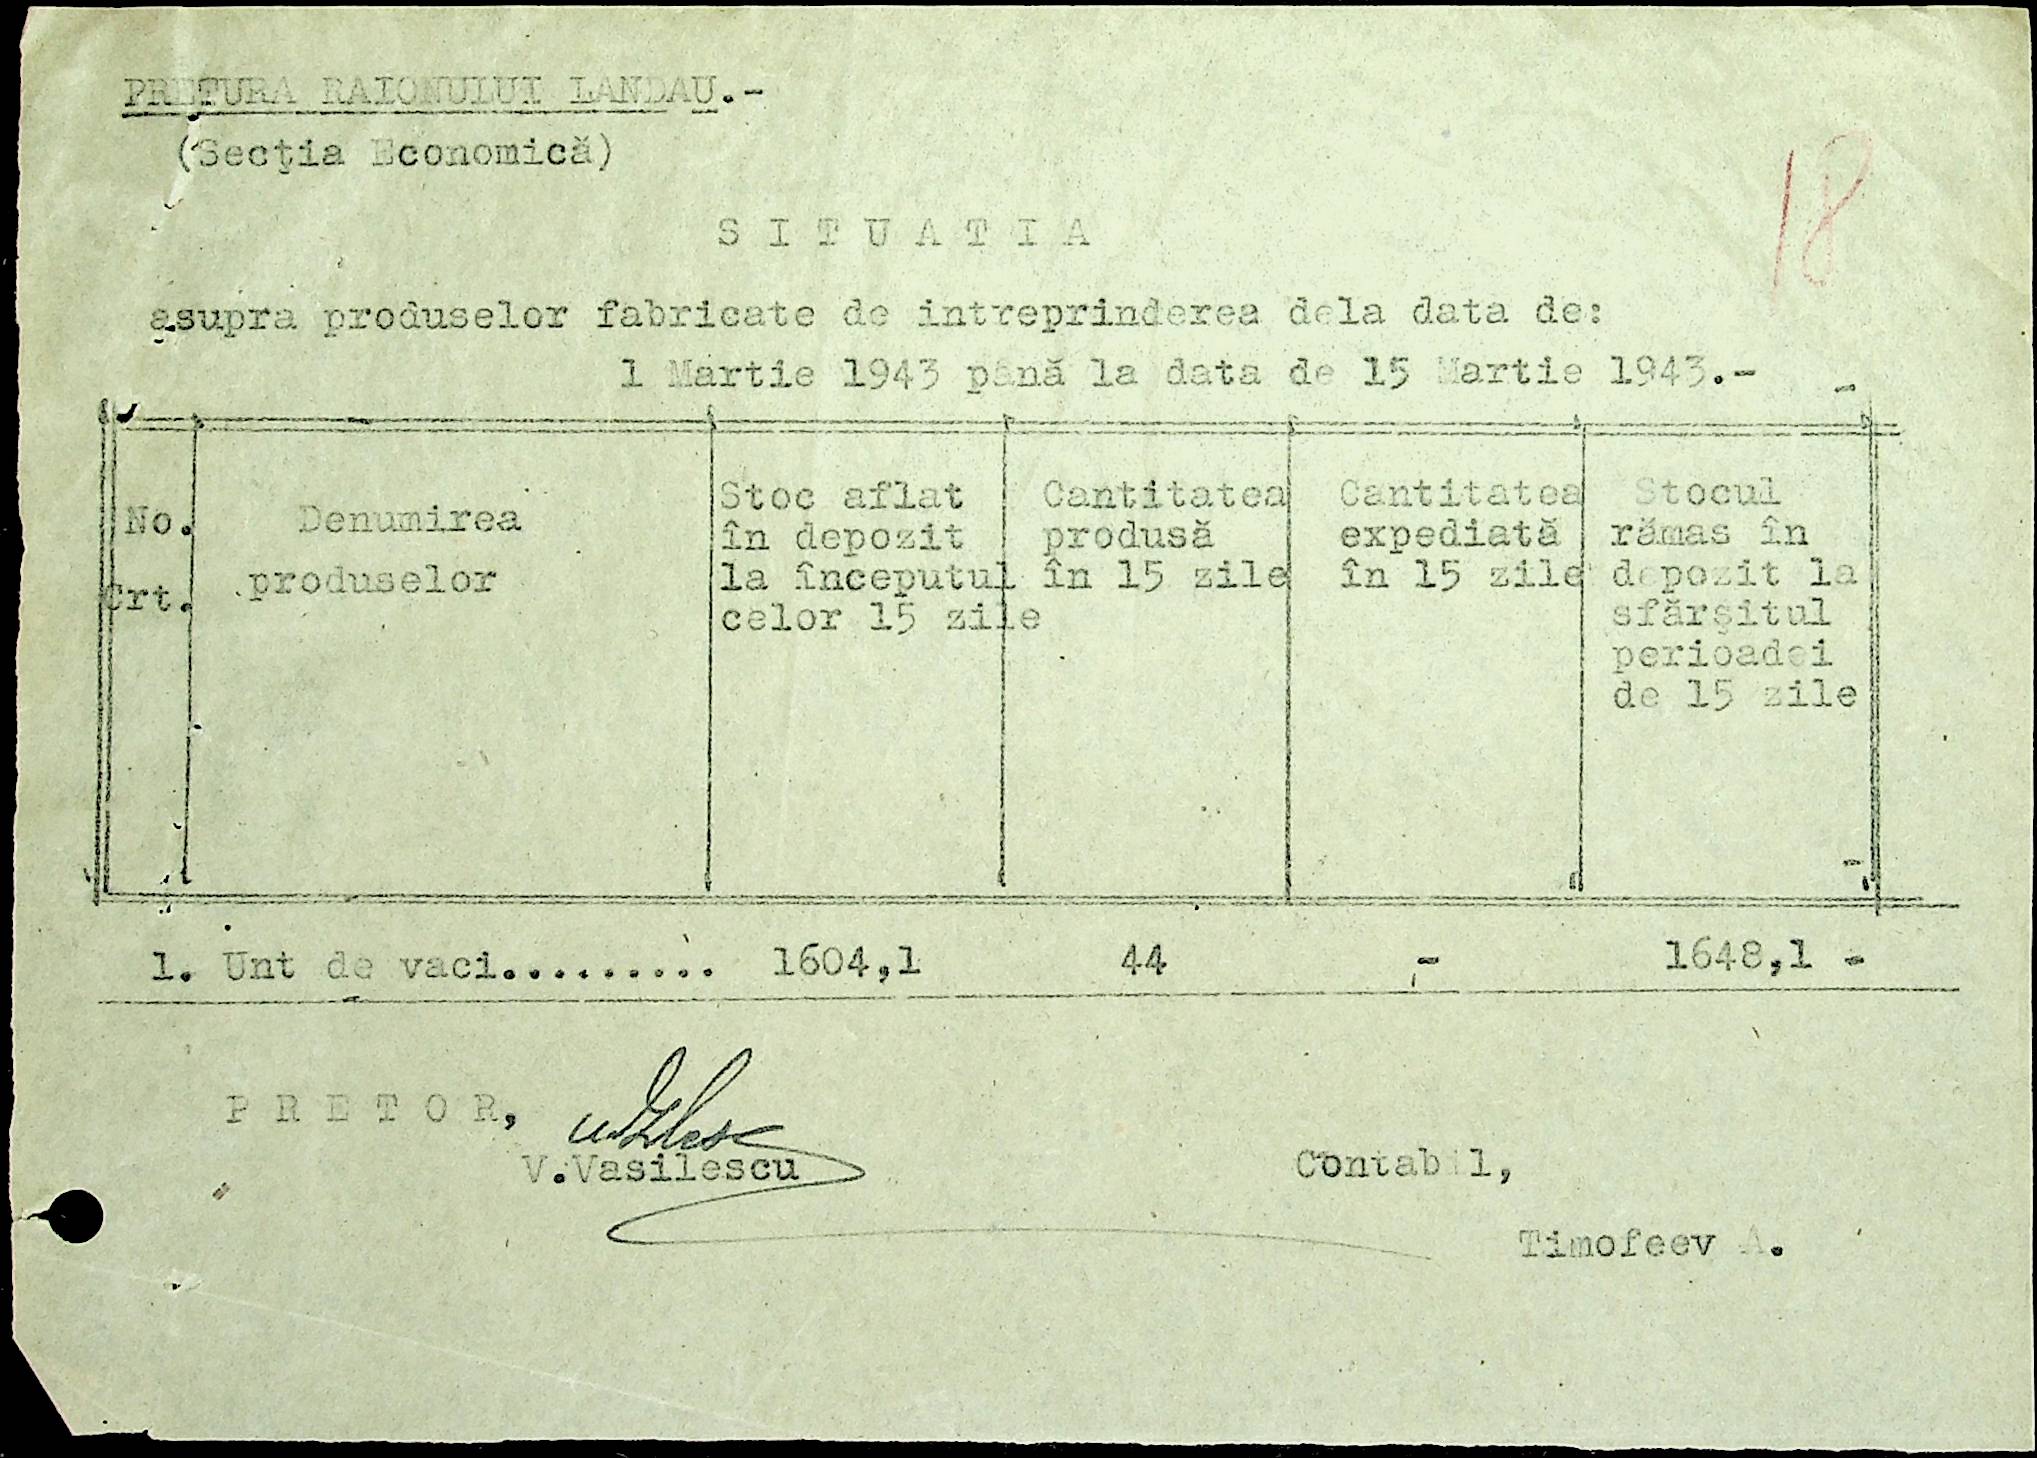 PRETURA RAIONULUI LANDAU.-
(Secţia Economică)
18
S I T U A T I A
asupra produselor fabricate de intreprinderea dela data de:
1 Martie 1943 până la data de 15 Martie 1943.-
No.
Crt.
Denumirea
produselor
Stoc aflat
în depozit
la începutul
celor 15 zile
Cantitatea
produsă
în 15 zile
Cantitatea
expediată
în 15 zile
Stocul
rămas în
depozit la
sfărşitul
perioadei
de 15 zile
1. Unt de vaci......... 1604,1 44 - 1648,1 -
P R E T O R,
V.Vasilescu
Contabil,
Timofeev A.